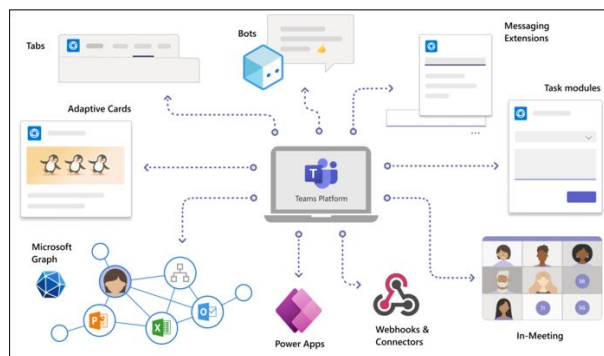 Tabs
Bots
Messaging
Extensions
Task modules
Adaptive Cards
T
Teams Platform
Microsoft
Graph
P
X
O
Power Apps
Webhooks &
Connectors
In-Meeting